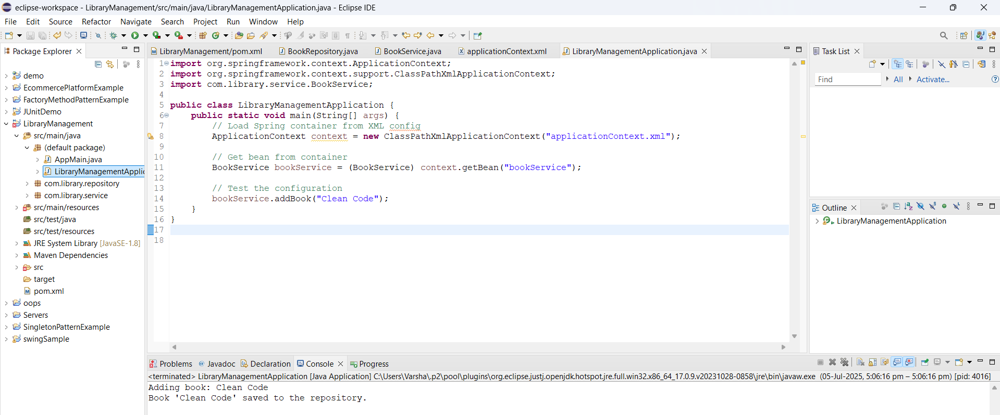 eclipse-workspace - LibraryManagement/src/main/java/LibraryManagementApplication.java - Eclipse IDE
File Edit Source Refactor Navigate Search Project Run Window Help
Package Explorer
demo
EcommercePlatformExample
FactoryMethodPatternExample
JUnitDemo
LibraryManagement
src/main/java
(default package)
AppMain.java
LibraryManagementApplic
com.library.repository
com.library.service
src/main/resources
src/test/java
src/test/resources
JRE System Library [JavaSE-1.8]
Maven Dependencies
src
target
pom.xml
oops
Servers
SingletonPatternExample
swingSample
LibraryManagement/pom.xml BookRepository.java BookService.java applicationContext.xml LibraryManagementApplication.java
1 import org.springframework.context.ApplicationContext;
2 import org.springframework.context.support.ClassPathXmlApplicationContext;
3 import com.library.service.BookService;
4
5 public class LibraryManagementApplication {
6 public static void main(String[] args) {
7 // Load Spring container from XML config
8 ApplicationContext context = new ClassPathXmlApplicationContext("applicationContext.xml");
9
10 // Get bean from container
11 BookService bookService = (BookService) context.getBean("bookService");
12
13 // Test the configuration
14 bookService.addBook("Clean Code");
15 }
16 }
17
18
Task List
Find All Activate...
Outline
LibraryManagementApplication
Problems @ Javadoc Declaration Console Progress
<terminated> LibraryManagementApplication [Java Application] C:\Users\Varsha\.p2\pool\plugins\org.eclipse.justj.openjdk.hotspot.jre.full.win32.x86_64_17.0.9.v20231028-0858\jre\bin\javaw.exe (05-Jul-2025, 5:06:16 pm – 5:06:16 pm) [pid: 4016]
Adding book: Clean Code
Book 'Clean Code' saved to the repository.